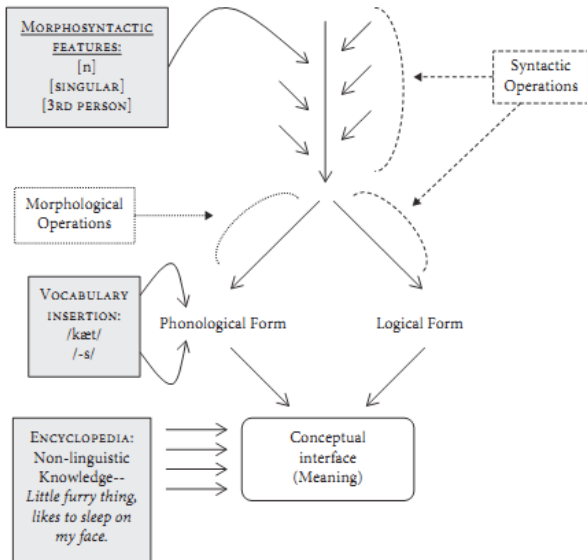 MORPHOSYNTACTIC
FEATURES:
[n]
[SINGULAR]
[3RD PERSON]
Syntactic
Operations
Morphological
Operations
VOCABULARY
INSERTION:
/kæt/
/-s/
Phonological Form
Logical Form
ENCYCLOPEDIA:
Non-linguistic
Knowledge--
Little furry thing,
likes to sleep on
my face.
Conceptual
interface
(Meaning)